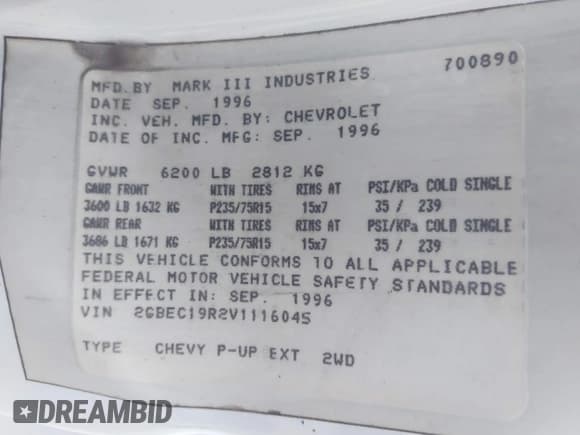 700890
MFD.BY MARK III INDUSTRIES
DATE SEP. 1996
INC. VEH. MFD. BY: CHEVROLET
DATE OF INC. MFG: SEP. 1996
GVWR 6200 LB 2812 KG
GAWR FRONT WITH TIRES RIMS AT PSI/KPa COLD SINGLE
3600 LB 1632 KG P235/75R15 15x7 35 / 239
GAWR REAR WITH TIRES RIMS AT PSI/KPa COLD SINGLE
3686 LB 1671 KG P235/75R15 15x7 35 / 239
THIS VEHICLE CONFORMS TO ALL APPLICABLE
FEDERAL MOTOR VEHICLE SAFETY STANDARDS
IN EFFECT IN: SEP. 1996
VIN 2GBEC19R2V1116045
TYPE CHEVY P-UP EXT 2WD
DREAMBID